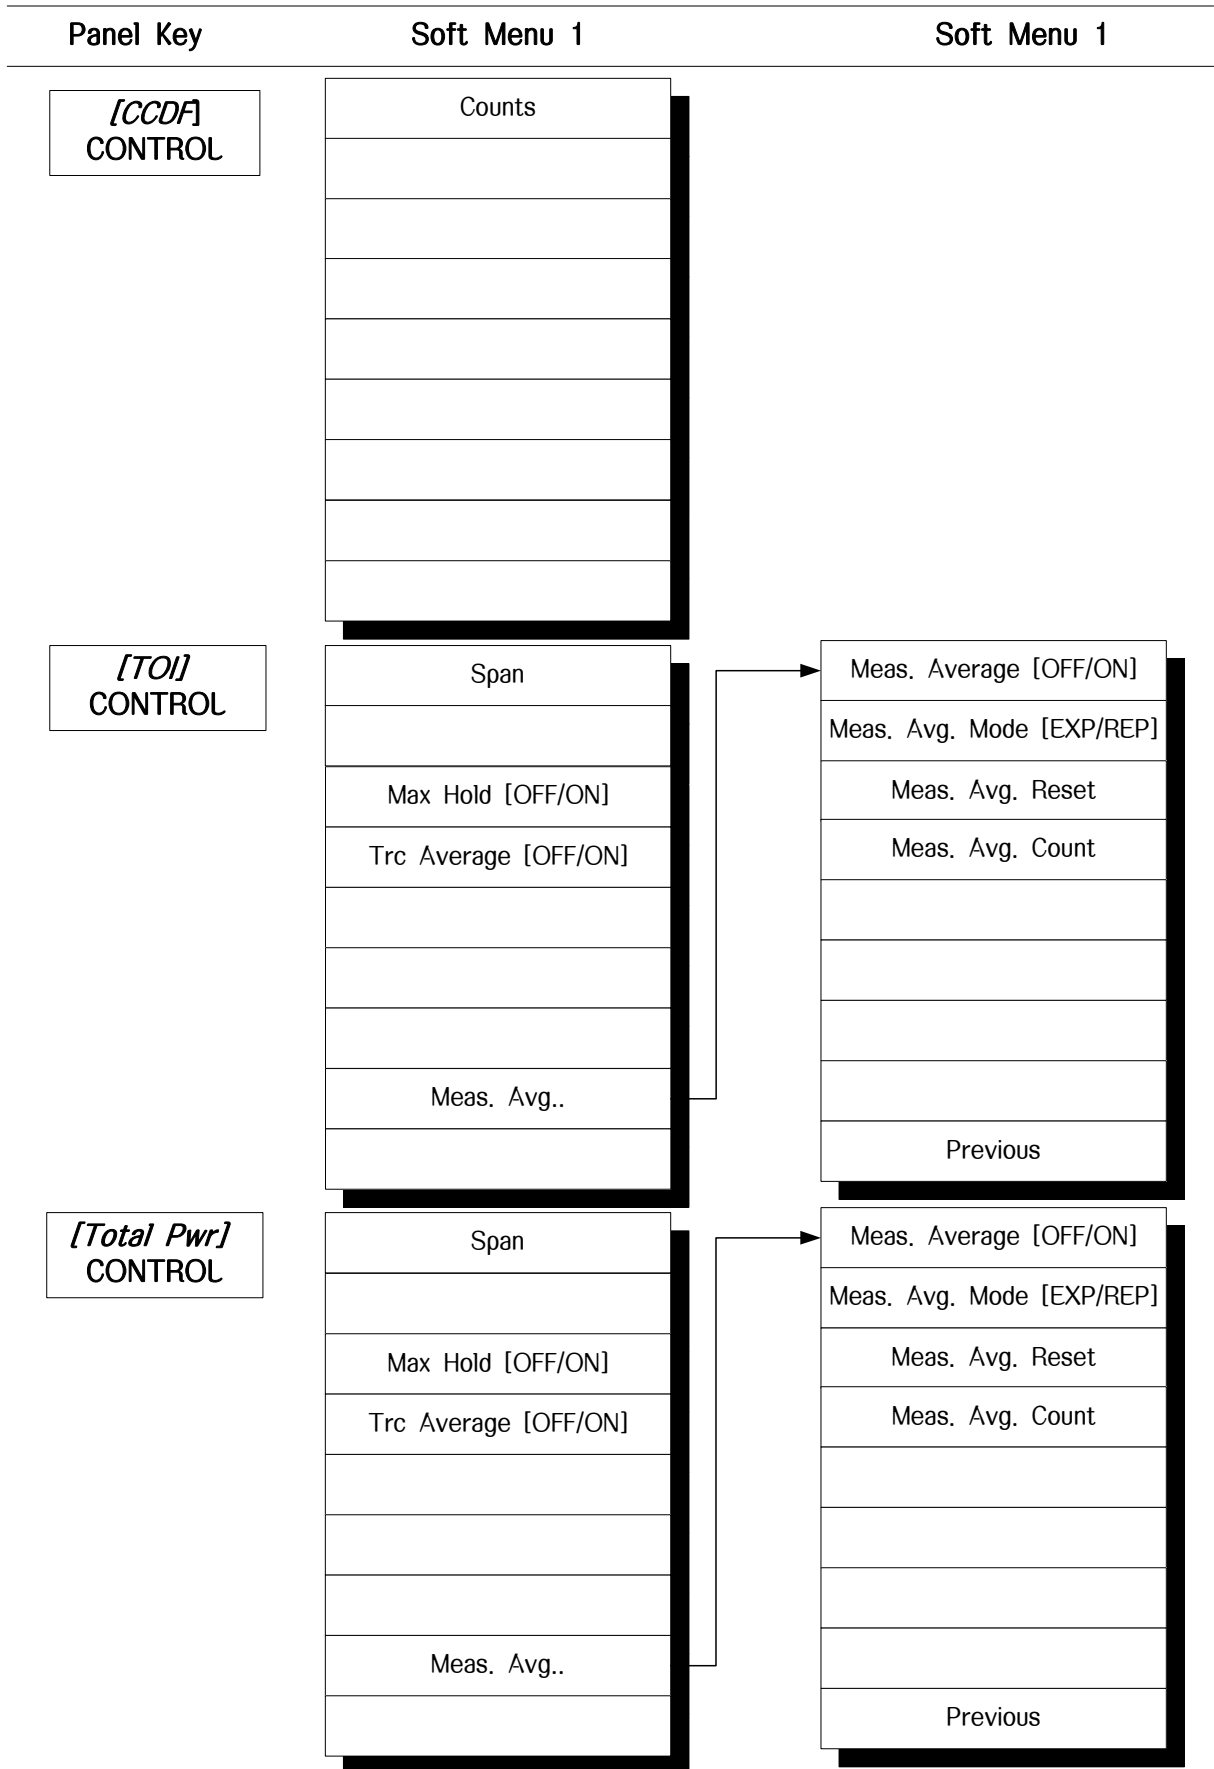 Panel Key Soft Menu 1 Soft Menu 1
[CCDF]
CONTROL
Counts
[TOI]
CONTROL
Span
Max Hold [OFF/ON]
Trc Average [OFF/ON]
Meas. Avg..
Meas. Average [OFF/ON]
Meas. Avg. Mode [EXP/REP]
Meas. Avg. Reset
Meas. Avg. Count
Previous
[Total Pwr]
CONTROL
Span
Max Hold [OFF/ON]
Trc Average [OFF/ON]
Meas. Avg..
Meas. Average [OFF/ON]
Meas. Avg. Mode [EXP/REP]
Meas. Avg. Reset
Meas. Avg. Count
Previous